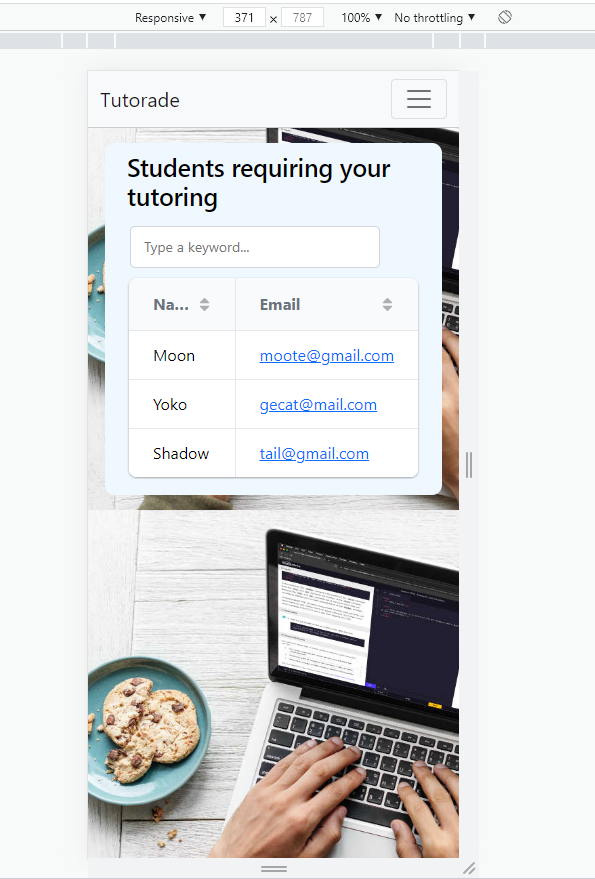 Responsive ▼ 371 × 787 100% ▼ No throttling ▼
Tutorade
Students requiring your
tutoring
Type a keyword...
Na... Email
Moon moote@gmail.com
Yoko gecat@mail.com
Shadow tail@gmail.com